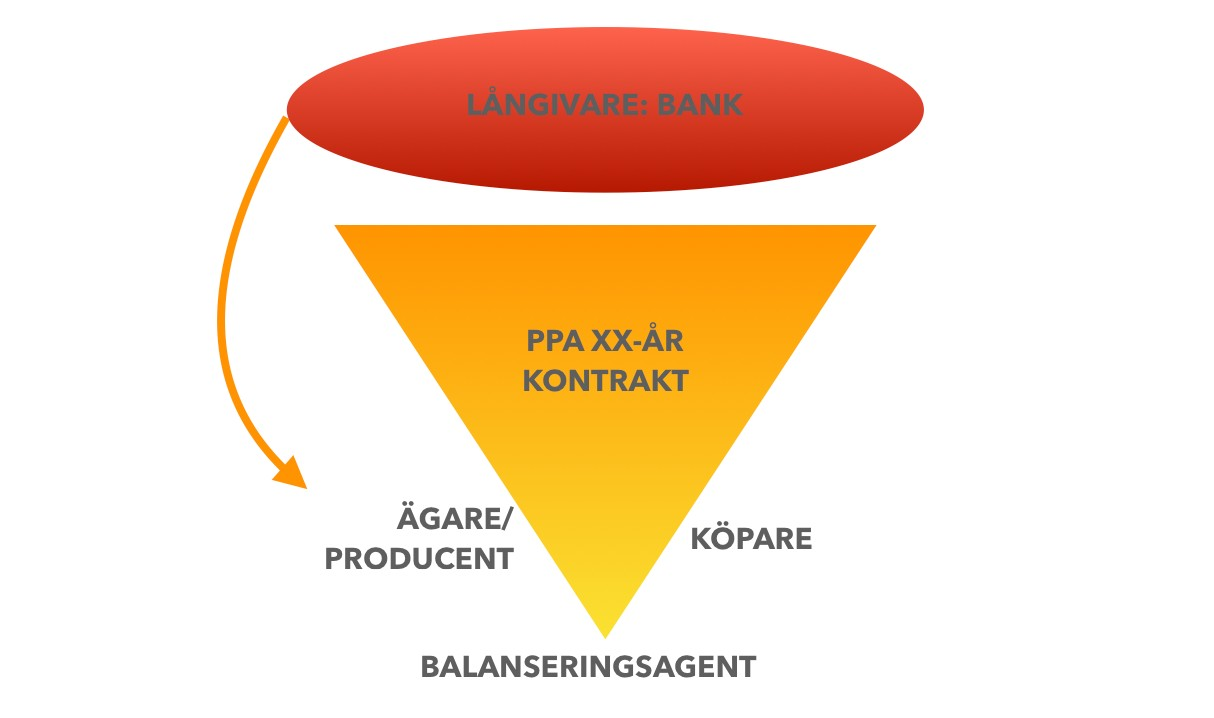 LÅNGIVARE: BANK
PPA XX-ÅR
KONTRAKT
ÄGARE/
PRODUCENT
KÖPARE
BALANSERINGSAGENT